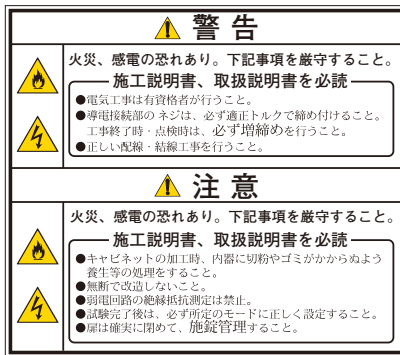 警告
火災、感電の恐れあり。下記事項を厳守すること。
施工説明書、取扱説明書を必読
●電気工事は有資格者が行うこと。
●導電接続部のネジは、必ず適正トルクで締め付けること。
工事終了時・点検時は、必ず増締めを行うこと。
●正しい配線・結線工事を行うこと。
注意
火災、感電の恐れあり。下記事項を厳守すること。
施工説明書、取扱説明書を必読
●キャビネットの加工時、内器に切粉やゴミがかからぬよう
養生等の処理をすること。
●無断で改造しないこと。
●弱電回路の絶縁抵抗測定は禁止。
●試験完了後は、必ず所定のモードに正しく設定すること。
●扉は確実に閉めて、施錠管理すること。